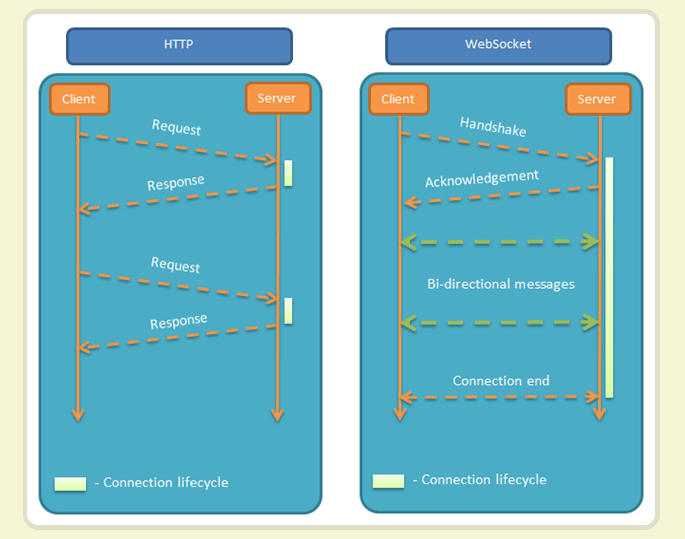 HTTP
Client
Server
Request
Response
Request
Response
- Connection lifecycle
WebSocket
Client
Server
Handshake
Acknowledgement
Bi-directional messages
Connection end
- Connection lifecycle